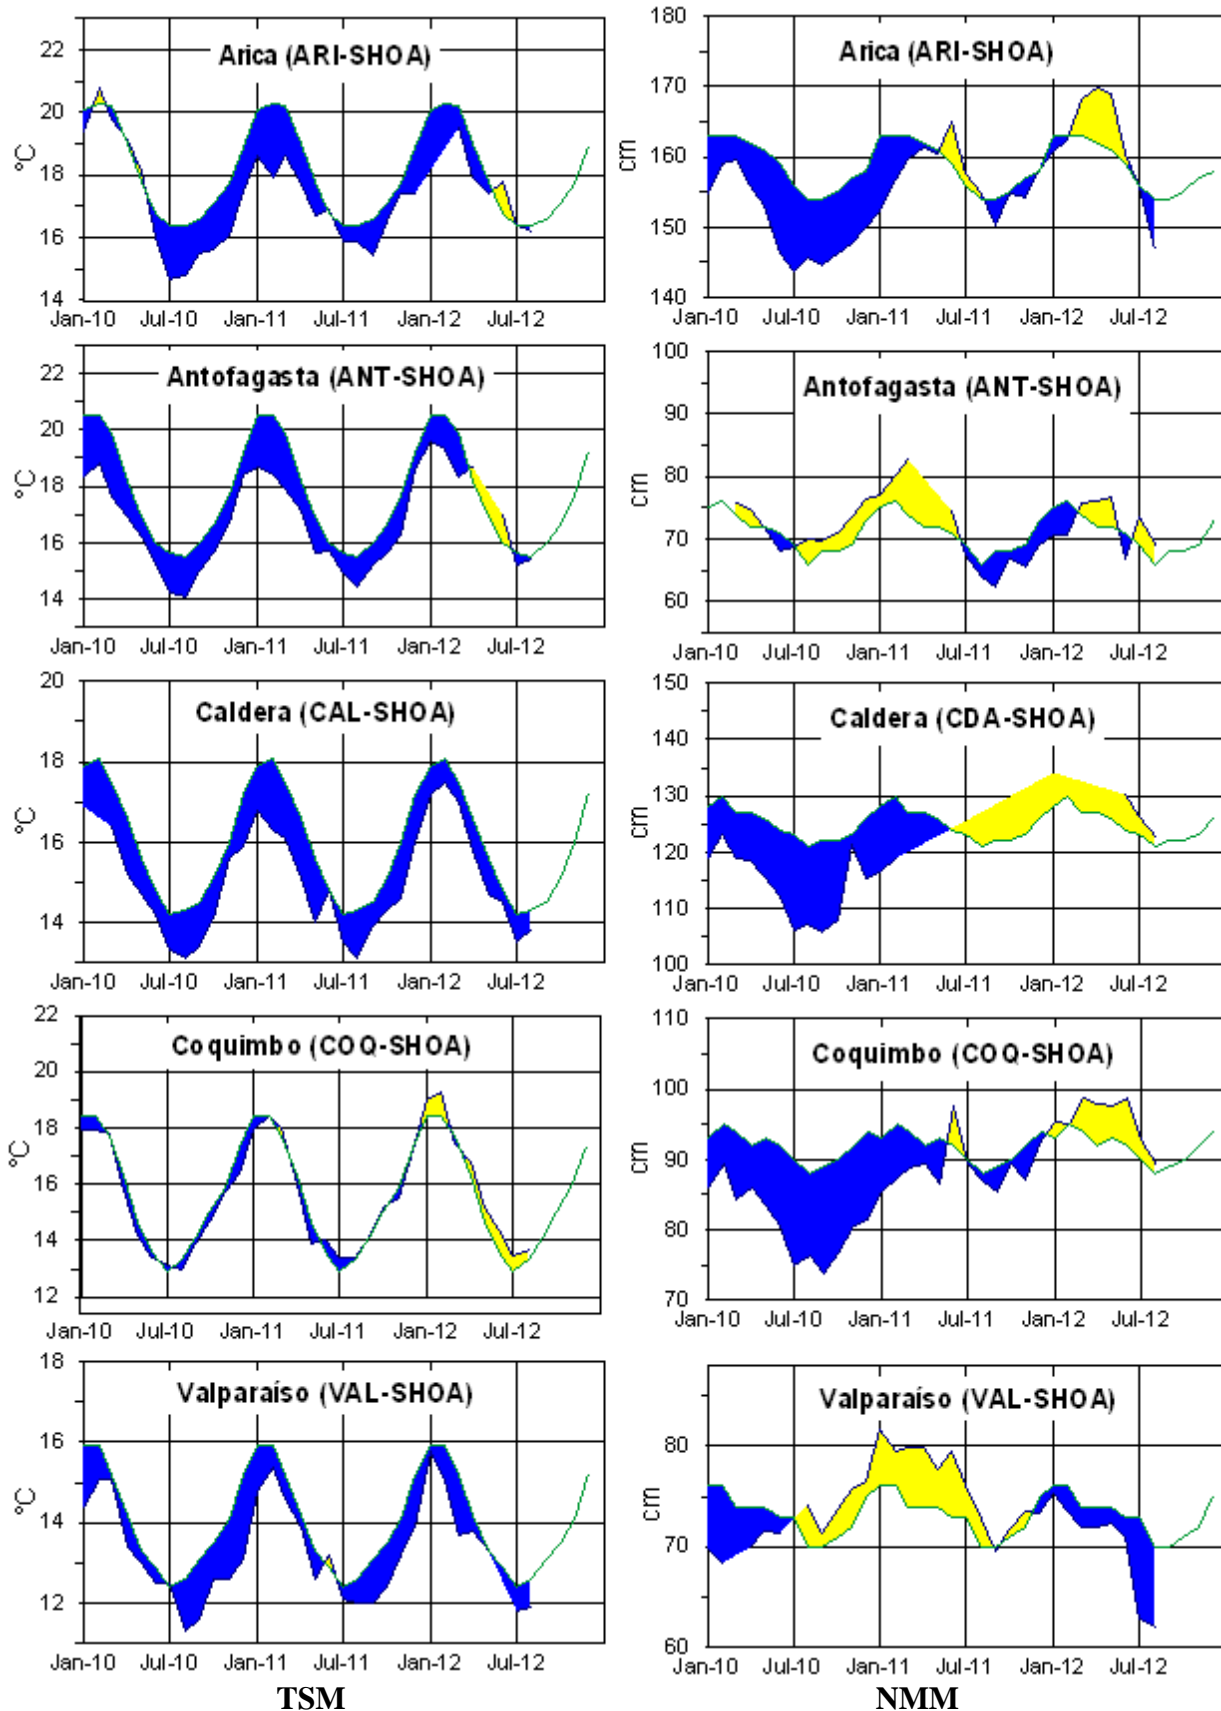 Arica (ARI-SHOA)
°C
22
20
18
16
14
Jan-10 Jul-10 Jan-11 Jul-11 Jan-12 Jul-12
Arica (ARI-SHOA)
cm
180
170
160
150
140
Jan-10 Jul-10 Jan-11 Jul-11 Jan-12 Jul-12
Antofagasta (ANT-SHOA)
°C
22
20
18
16
14
Jan-10 Jul-10 Jan-11 Jul-11 Jan-12 Jul-12
Antofagasta (ANT-SHOA)
cm
100
90
80
70
60
Jan-10 Jul-10 Jan-11 Jul-11 Jan-12 Jul-12
Caldera (CAL-SHOA)
°C
20
18
16
14
Jan-10 Jul-10 Jan-11 Jul-11 Jan-12 Jul-12
Caldera (CDA-SHOA)
cm
150
140
130
120
110
100
Jan-10 Jul-10 Jan-11 Jul-11 Jan-12 Jul-12
Coquimbo (COQ-SHOA)
°C
22
20
18
16
14
12
Jan-10 Jul-10 Jan-11 Jul-11 Jan-12 Jul-12
Coquimbo (COQ-SHOA)
cm
110
100
90
80
70
Jan-10 Jul-10 Jan-11 Jul-11 Jan-12 Jul-12
Valparaíso (VAL-SHOA)
°C
18
16
14
12
Jan-10 Jul-10 Jan-11 Jul-11 Jan-12 Jul-12
Valparaíso (VAL-SHOA)
cm
80
70
60
Jan-10 Jul-10 Jan-11 Jul-11 Jan-12 Jul-12
TSM
NMM